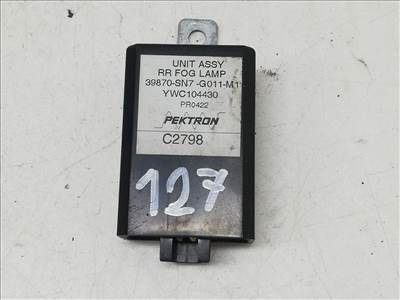 UNIT ASSY
RR FOG LAMP
39870-SN7-G011-M1
YWC104430
PR0422
PEKTRON
C2798
127